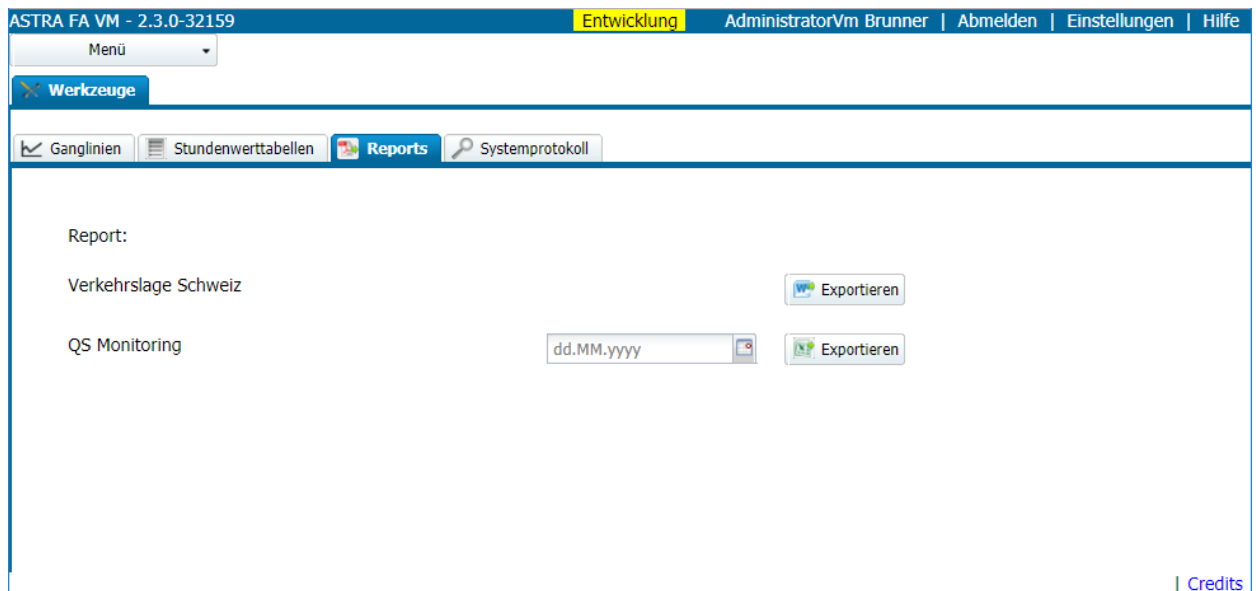 ASTRA FA VM - 2.3.0-32159 Entwicklung AdministratorVm Brunner | Abmelden | Einstellungen | Hilfe
Menü
Werkzeuge
Ganglinien Stundenwerttabellen Reports Systemprotokoll
Report:
Verkehrslage Schweiz Exportieren
QS Monitoring dd.MM.yyyy Exportieren
| Credits